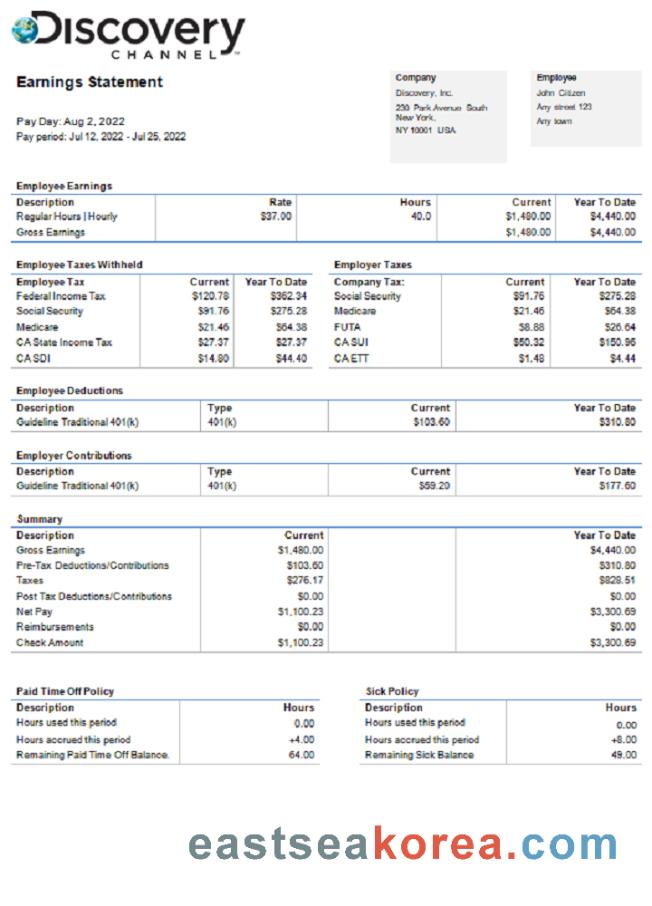 Discovery
CHANNEL™
Earnings Statement
Pay Day: Aug 2, 2022
Pay period: Jul 12, 2022 - Jul 25, 2022
Company
Discovery, Inc.
230 Park Avenue South
New York,
NY 10001 USA
Employee
John Citizen
Any street 123
Any town
Employee Earnings
Description Rate Hours Current Year To Date
Regular Hours | Hourly $37.00 40.0 $1,480.00 $4,440.00
Gross Earnings $1,480.00 $4,440.00
Employee Taxes Withheld
Employee Tax Current Year To Date
Federal Income Tax $120.78 $362.34
Social Security $91.76 $275.28
Medicare $21.46 $64.38
CA State Income Tax $27.37 $27.37
CA SDI $14.80 $44.40
Employer Taxes
Company Tax: Current Year To Date
Social Security $91.76 $275.28
Medicare $21.46 $64.38
FUTA $8.88 $26.64
CA SUI $50.32 $150.96
CA ETT $1.48 $4.44
Employee Deductions
Description Type Current Year To Date
Guideline Traditional 401(k) 401(k) $103.60 $310.80
Employer Contributions
Description Type Current Year To Date
Guideline Traditional 401(k) 401(k) $59.20 $177.60
Summary
Description Current Year To Date
Gross Earnings $1,480.00 $4,440.00
Pre-Tax Deductions/Contributions $103.60 $310.80
Taxes $276.17 $828.51
Post Tax Deductions/Contributions $0.00 $0.00
Net Pay $1,100.23 $3,300.69
Reimbursements $0.00 $0.00
Check Amount $1,100.23 $3,300.69
Paid Time Off Policy
Description Hours
Hours used this period 0.00
Hours accrued this period +4.00
Remaining Paid Time Off Balance. 64.00
Sick Policy
Description Hours
Hours used this period 0.00
Hours accrued this period +8.00
Remaining Sick Balance 49.00
eastseakorea.com